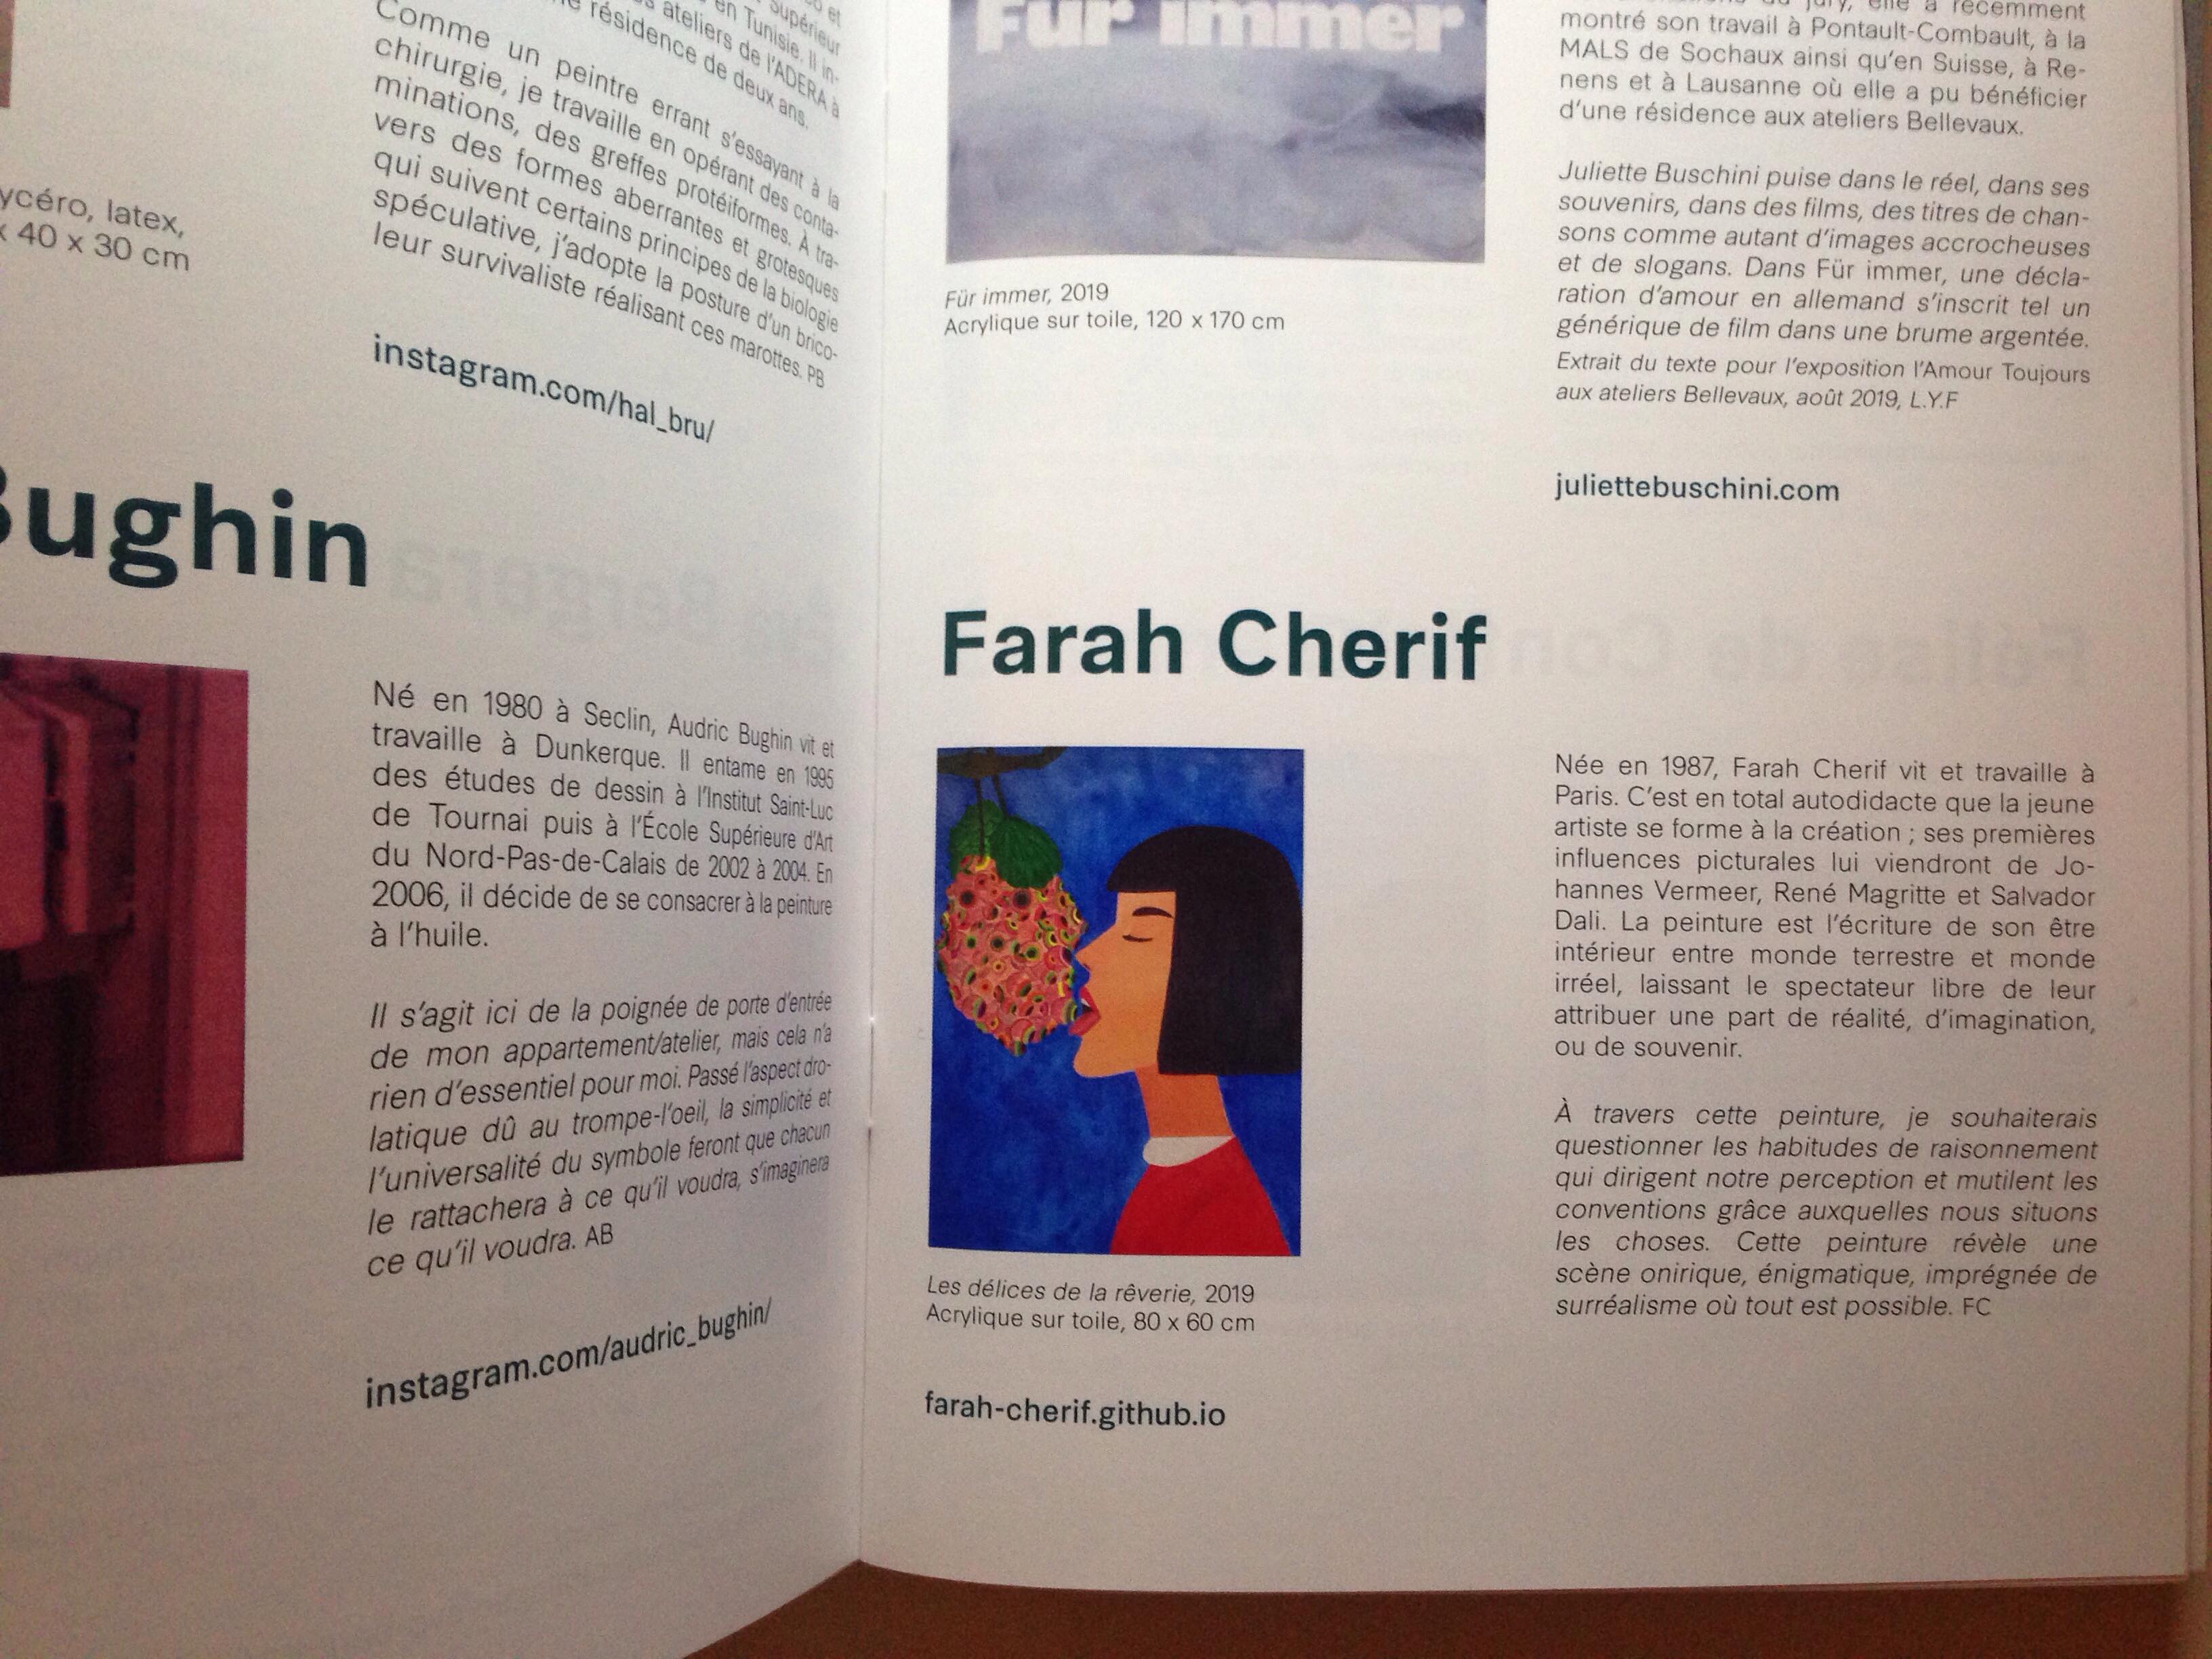 et
Supérieur
en Tunisie. Il in-
ateliers de l'ADERA à
résidence de deux ans.
Comme un peintre errant s'essayant à la
chirurgie, je travaille en opérant des conta-
minations, des greffes protéiformes. À tra-
vers des formes aberrantes et grotesques
qui suivent certains principes de la biologie
spéculative, j'adopte la posture d'un brico-
leur survivaliste réalisant ces marottes. PB
instagram.com/hal_bru/
ycéro, latex,
x 40 x 30 cm
Bughin
Né en 1980 à Seclin, Audric Bughin vit et
travaille à Dunkerque. Il entame en 1995
des études de dessin à l'Institut Saint-Luc
de Tournai puis à l'École Supérieure d'Art
du Nord-Pas-de-Calais de 2002 à 2004. En
2006, il décide de se consacrer à la peinture
à l'huile.
Il s'agit ici de la poignée de porte d'entrée
de mon appartement/atelier, mais cela n'a
rien d'essentiel pour moi. Passé l'aspect dro-
latique dû au trompe-l'oeil, la simplicité et
l'universalité du symbole feront que chacun
le rattachera à ce qu'il voudra, s'imaginera
ce qu'il voudra. AB
instagram.com/audric_bughin/
Für immer
Für immer, 2019
Acrylique sur toile, 120 x 170 cm
jury, elle a récemment
montré son travail à Pontault-Combault, à la
MALS de Sochaux ainsi qu'en Suisse, à Re-
nens et à Lausanne où elle a pu bénéficier
d'une résidence aux ateliers Bellevaux.
Juliette Buschini puise dans le réel, dans ses
souvenirs, dans des films, des titres de chan-
sons comme autant d'images accrocheuses
et de slogans. Dans Für immer, une décla-
ration d'amour en allemand s'inscrit tel un
générique de film dans une brume argentée.
Extrait du texte pour l'exposition l'Amour Toujours
aux ateliers Bellevaux, août 2019, L.Y.F
juliettebuschini.com
Farah Cherif
Les délices de la rêverie, 2019
Acrylique sur toile, 80 x 60 cm
farah-cherif.github.io
Née en 1987, Farah Cherif vit et travaille à
Paris. C'est en total autodidacte que la jeune
artiste se forme à la création ; ses premières
influences picturales lui viendront de Jo-
hannes Vermeer, René Magritte et Salvador
Dali. La peinture est l'écriture de son être
intérieur entre monde terrestre et monde
irréel, laissant le spectateur libre de leur
attribuer une part de réalité, d'imagination,
ou de souvenir.
À travers cette peinture, je souhaiterais
questionner les habitudes de raisonnement
qui dirigent notre perception et mutilent les
conventions grâce auxquelles nous situons
les choses. Cette peinture révèle une
scène onirique, énigmatique, imprégnée de
surréalisme où tout est possible. FC